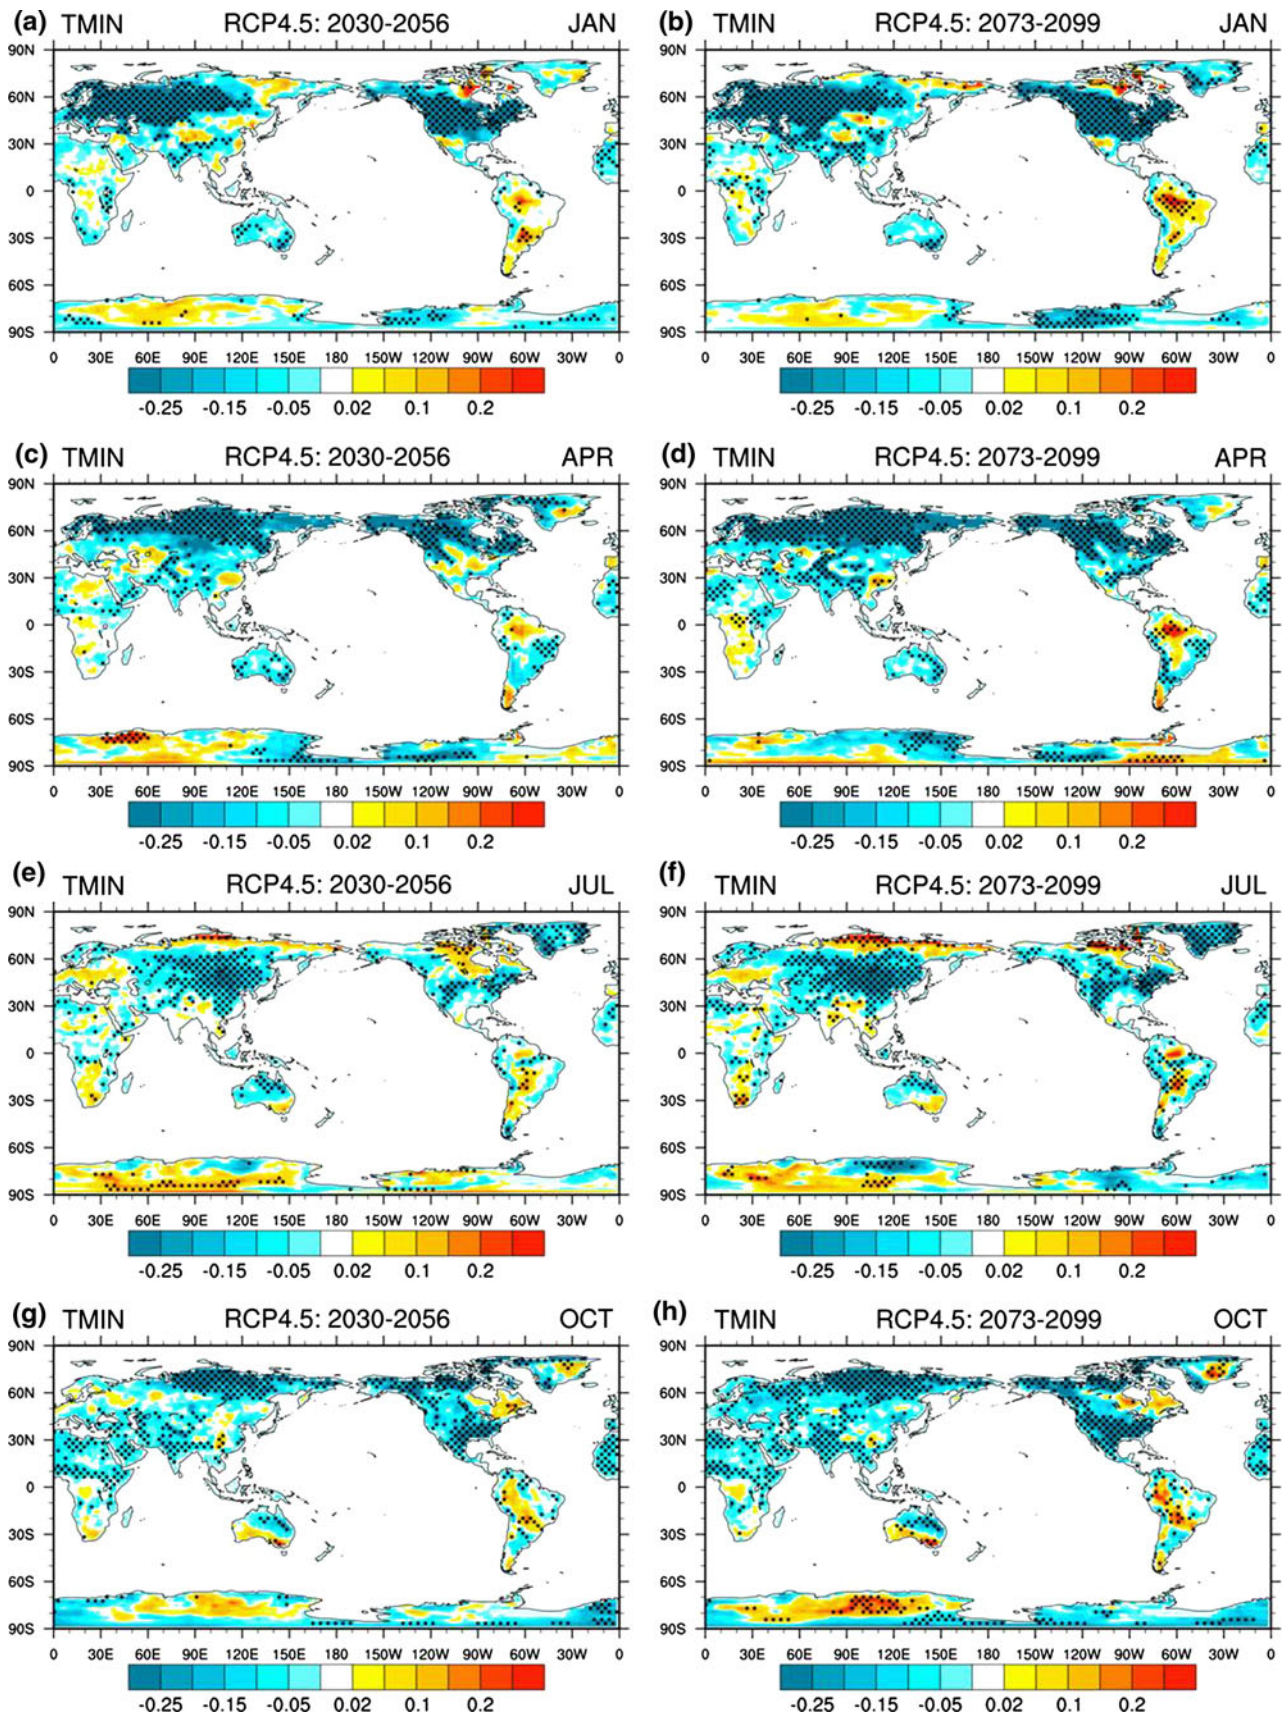 (a) TMIN RCP4.5: 2030-2056 JAN (b) TMIN RCP4.5: 2073-2099 JAN
90N 90N
60N 60N
30N 30N
0 0
30S 30S
60S 60S
90S 90S
0 30E 60E 90E 120E 150E 180 150W 120W 90W 60W 30W 0 0 30E 60E 90E 120E 150E 180 150W 120W 90W 60W 30W 0
-0.25 -0.15 -0.05 0.02 0.1 0.2 -0.25 -0.15 -0.05 0.02 0.1 0.2
(c) TMIN RCP4.5: 2030-2056 APR (d) TMIN RCP4.5: 2073-2099 APR
90N 90N
60N 60N
30N 30N
0 0
30S 30S
60S 60S
90S 90S
0 30E 60E 90E 120E 150E 180 150W 120W 90W 60W 30W 0 0 30E 60E 90E 120E 150E 180 150W 120W 90W 60W 30W 0
-0.25 -0.15 -0.05 0.02 0.1 0.2 -0.25 -0.15 -0.05 0.02 0.1 0.2
(e) TMIN RCP4.5: 2030-2056 JUL (f) TMIN RCP4.5: 2073-2099 JUL
90N 90N
60N 60N
30N 30N
0 0
30S 30S
60S 60S
90S 90S
0 30E 60E 90E 120E 150E 180 150W 120W 90W 60W 30W 0 0 30E 60E 90E 120E 150E 180 150W 120W 90W 60W 30W 0
-0.25 -0.15 -0.05 0.02 0.1 0.2 -0.25 -0.15 -0.05 0.02 0.1 0.2
(g) TMIN RCP4.5: 2030-2056 OCT (h) TMIN RCP4.5: 2073-2099 OCT
90N 90N
60N 60N
30N 30N
0 0
30S 30S
60S 60S
90S 90S
0 30E 60E 90E 120E 150E 180 150W 120W 90W 60W 30W 0 0 30E 60E 90E 120E 150E 180 150W 120W 90W 60W 30W 0
-0.25 -0.15 -0.05 0.02 0.1 0.2 -0.25 -0.15 -0.05 0.02 0.1 0.2